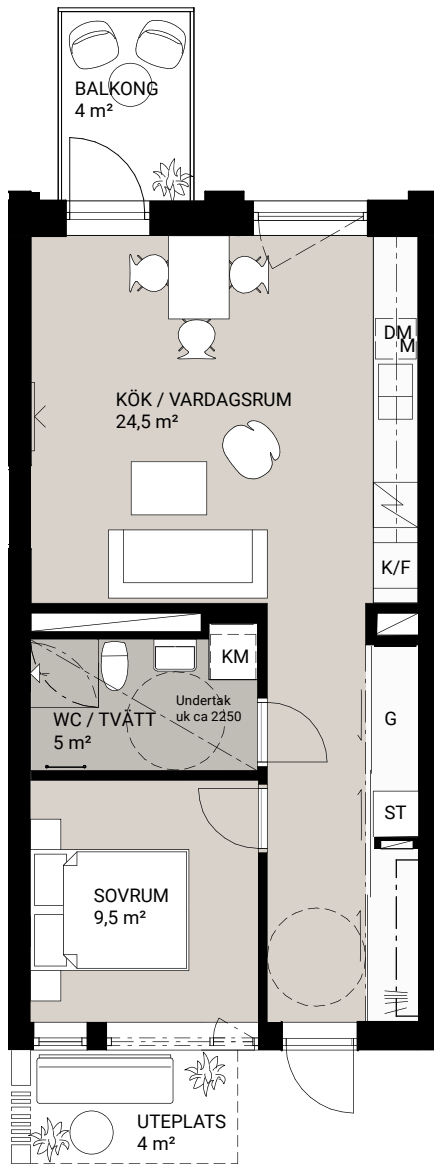 BALKONG
4 m²
DM
M
KÖK / VARDAGSRUM
24,5 m²
K/F
KM
Undertak
uk ca 2250
WC / TVÄTT
5 m²
G
ST
SOVRUM
9,5 m²
UTEPLATS
4 m²